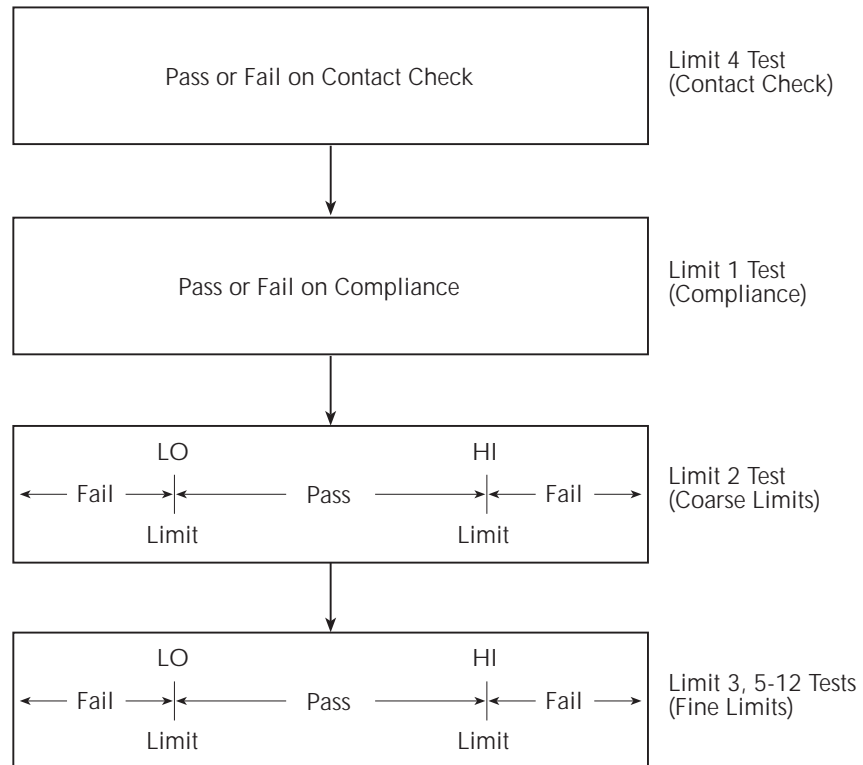 Pass or Fail on Contact Check
Limit 4 Test
(Contact Check)
Pass or Fail on Compliance
Limit 1 Test
(Compliance)
LO HI
Fail Pass Fail
Limit Limit
Limit 2 Test
(Coarse Limits)
LO HI
Fail Pass Fail
Limit Limit
Limit 3, 5-12 Tests
(Fine Limits)